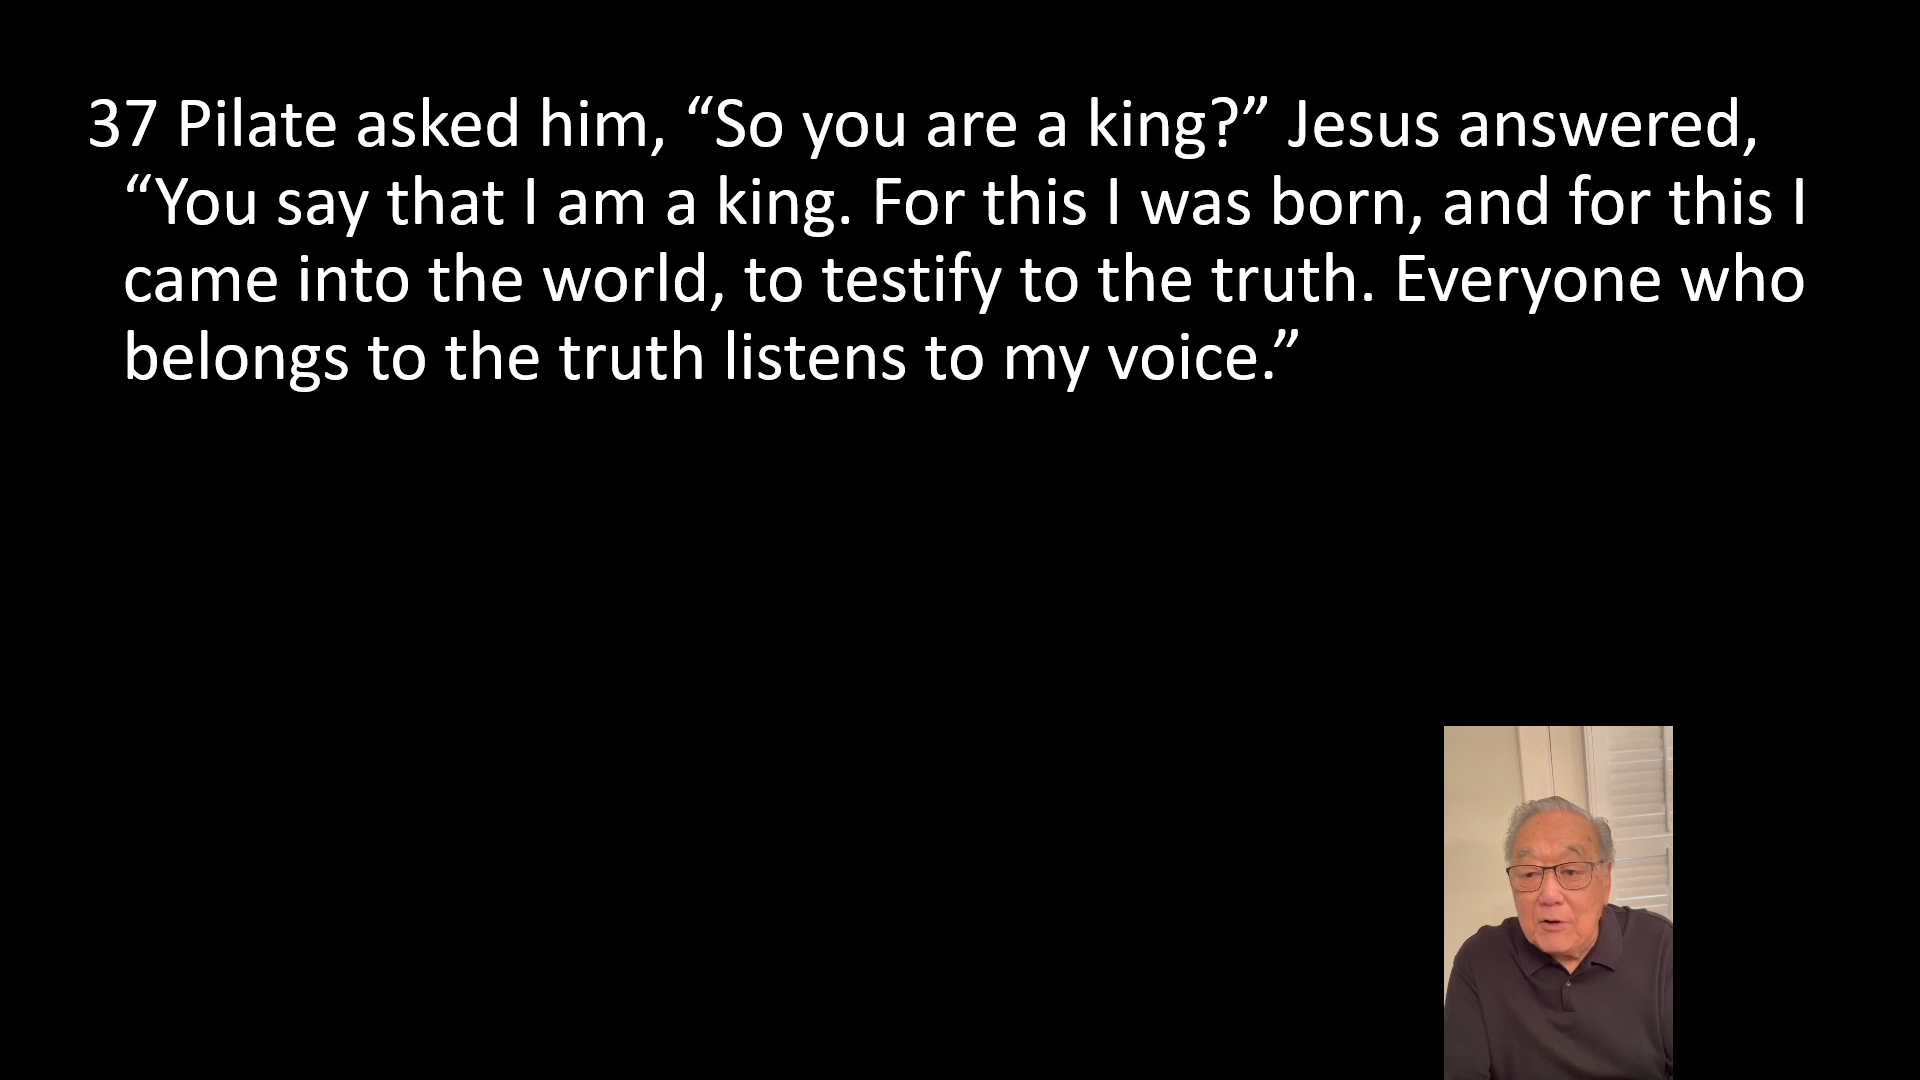 37 Pilate asked him, “So you are a king?” Jesus answered,
“You say that I am a king. For this I was born, and for this I
came into the world, to testify to the truth. Everyone who
belongs to the truth listens to my voice.”